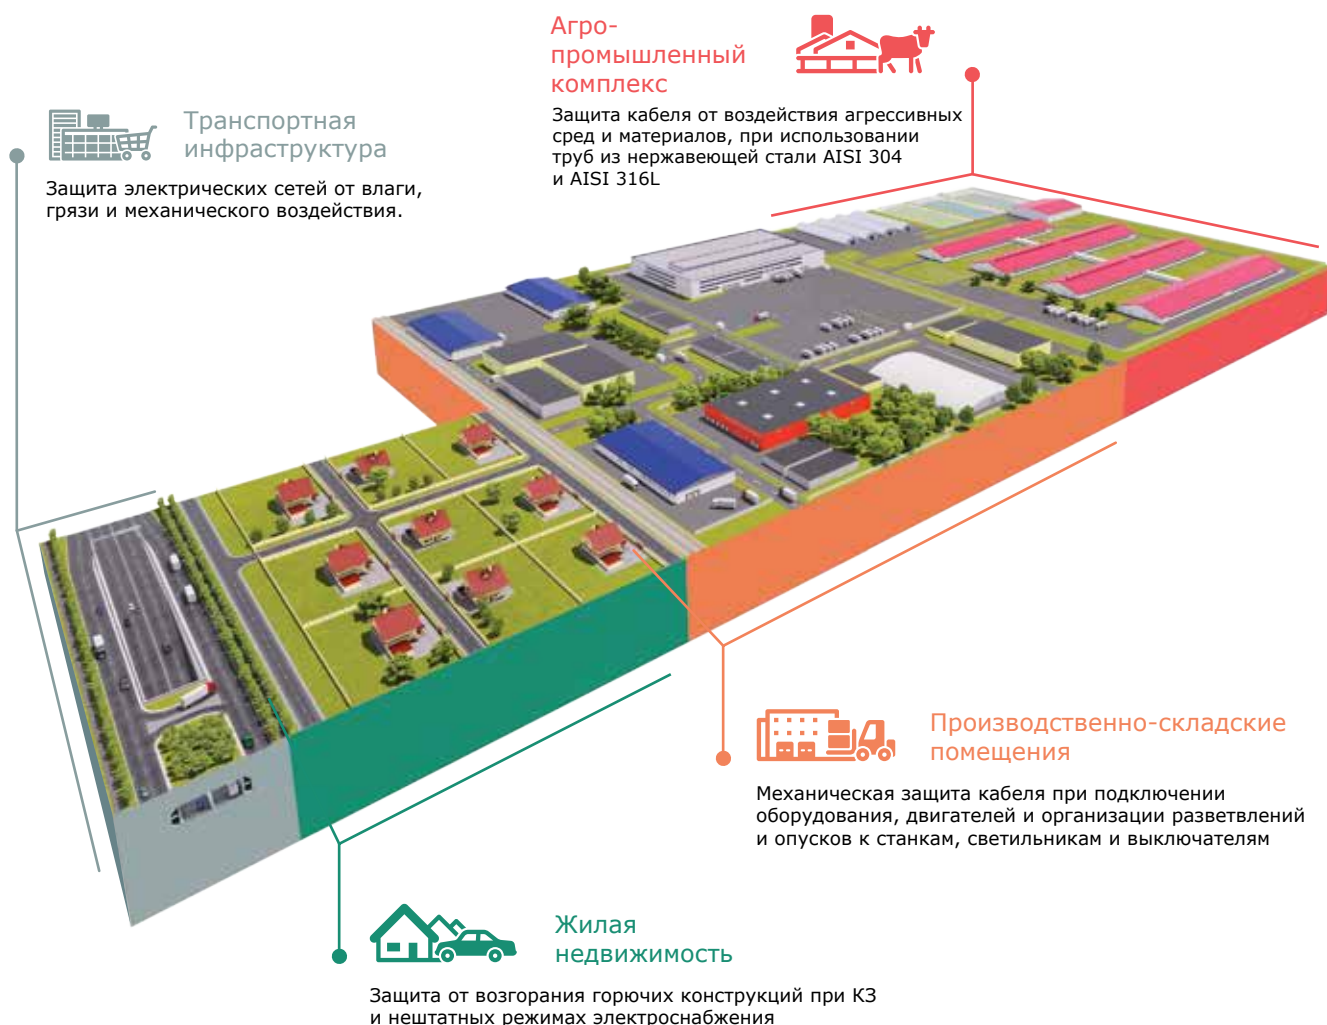 Агро-
промышленный
комплекс
Защита кабеля от воздействия агрессивных
сред и материалов, при использовании
труб из нержавеющей стали AISI 304
и AISI 316L
Транспортная
инфраструктура
Защита электрических сетей от влаги,
грязи и механического воздействия.
Производственно-складские
помещения
Механическая защита кабеля при подключении
оборудования, двигателей и организации разветвлений
и опусков к станкам, светильникам и выключателям
Жилая
недвижимость
Защита от возгорания горючих конструкций при КЗ
и нештатных режимах электроснабжения